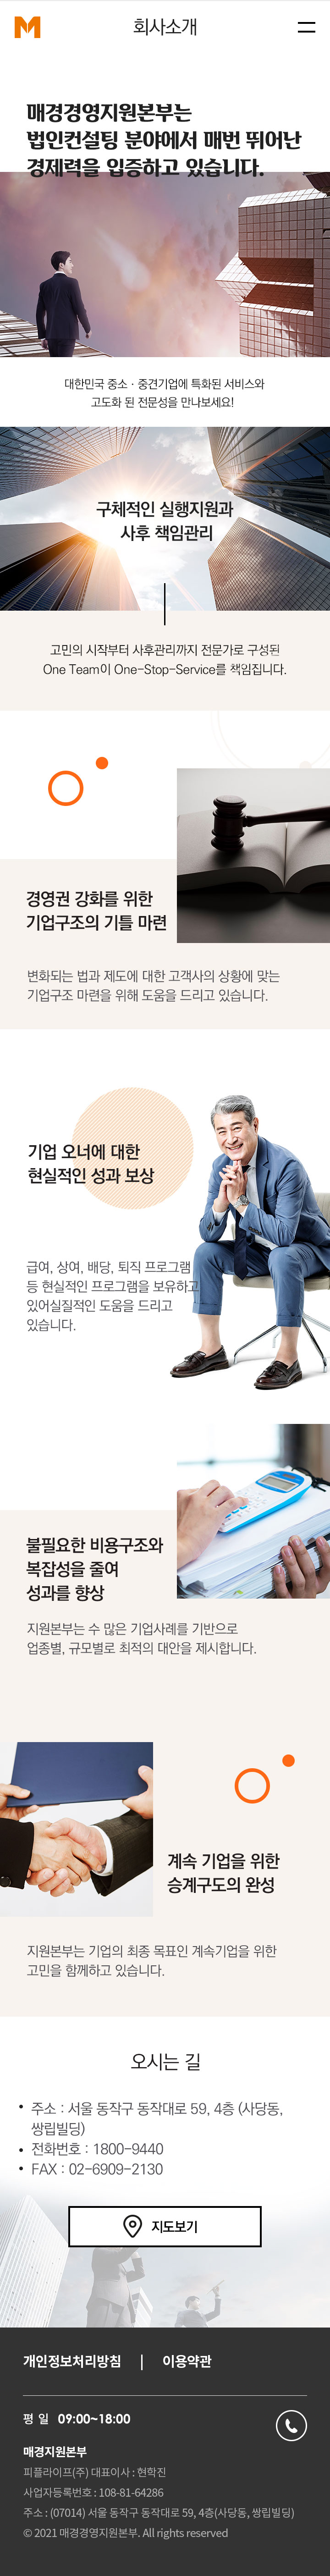 M
회사소개
매경경영지원본부는
법인컨설팅 분야에서 매번 뛰어난
경제력을 입증하고 있습니다.
대한민국 중소 · 중견기업에 특화된 서비스와
고도화 된 전문성을 만나보세요!
구체적인 실행지원과
사후 책임관리
고민의 시작부터 사후관리까지 전문가로 구성된
One Team이 One-Stop-Service를 책임집니다.
경영권 강화를 위한
기업구조의 기틀 마련
변화되는 법과 제도에 대한 고객사의 상황에 맞는
기업구조 마련을 위해 도움을 드리고 있습니다.
기업 오너에 대한
현실적인 성과 보상
급여, 상여, 배당, 퇴직 프로그램
등 현실적인 프로그램을 보유하고
있어실질적인 도움을 드리고
있습니다.
불필요한 비용구조와
복잡성을 줄여
성과를 향상
지원본부는 수 많은 기업사례를 기반으로
업종별, 규모별로 최적의 대안을 제시합니다.
계속 기업을 위한
승계구도의 완성
지원본부는 기업의 최종 목표인 계속기업을 위한
고민을 함께하고 있습니다.
오시는 길
• 주소 : 서울 동작구 동작대로 59, 4층 (사당동,
쌍립빌딩)
• 전화번호 : 1800-9440
• FAX : 02-6909-2130
지도보기
개인정보처리방침 | 이용약관
평 일 09:00~18:00
매경지원본부
피플라이프(주) 대표이사 : 현학진
사업자등록번호 : 108-81-64286
주소 : (07014) 서울 동작구 동작대로 59, 4층(사당동, 쌍립빌딩)
© 2021 매경경영지원본부. All rights reserved